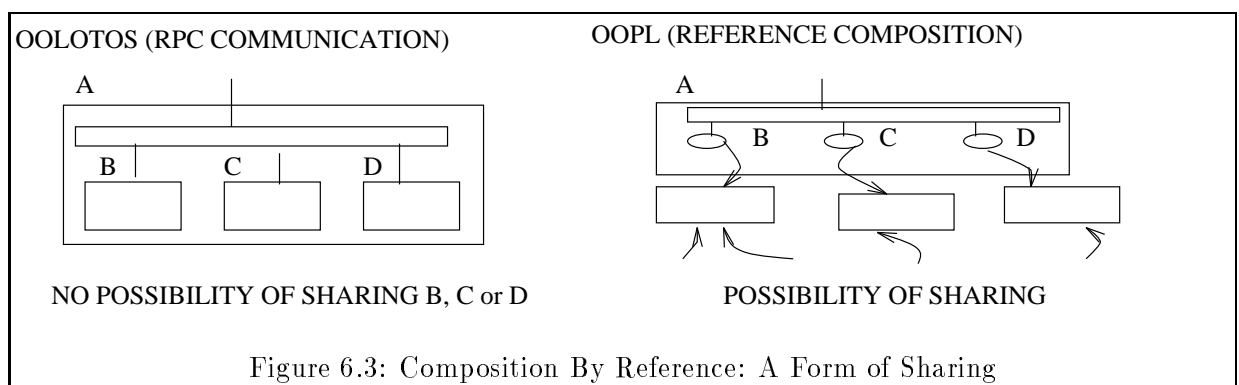 OOLOTOS (RPC COMMUNICATION)
A
B C D
NO POSSIBILITY OF SHARING B, C or D
OOPL (REFERENCE COMPOSITION)
A
B C D
POSSIBILITY OF SHARING
Figure 6.3: Composition By Reference: A Form of Sharing